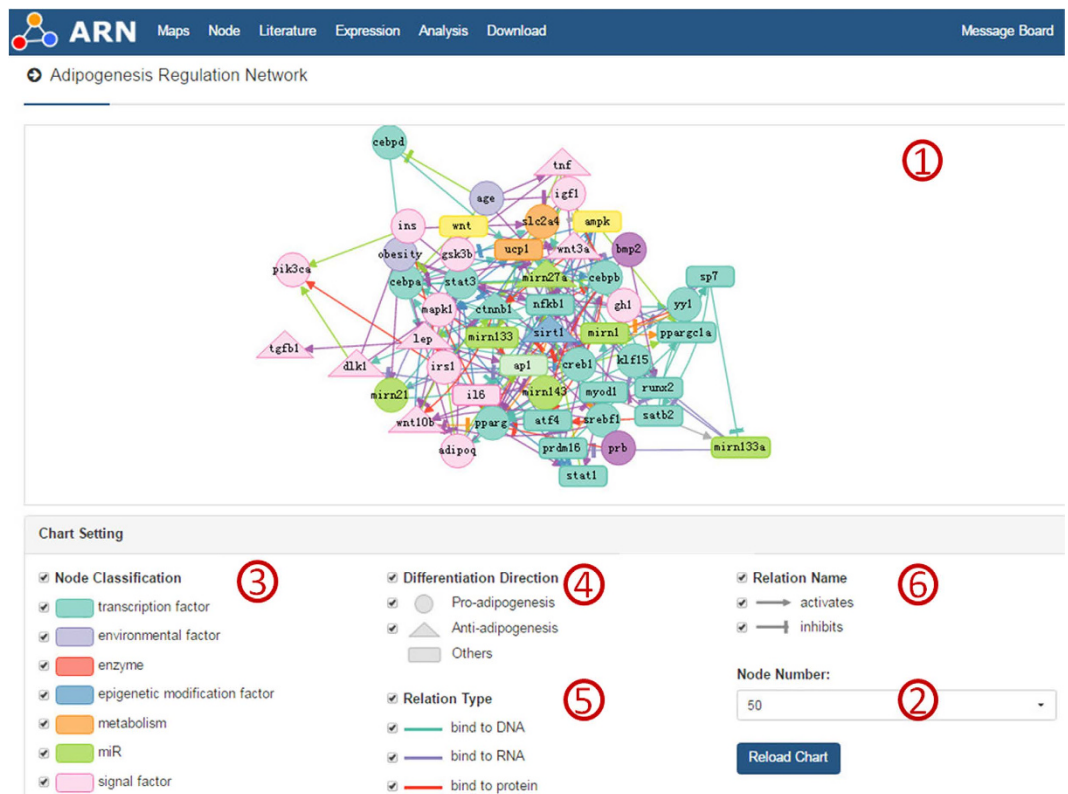 ARN Maps Node Literature Expression Analysis Download Message Board
Adipogenesis Regulation Network
①
cebpd
tnf
age
igf1
ins
wnt
slc2a4
ampk
obesity
gsk3b
ucp1
wnt3a
bmp2
pik3ca
cebpa
stat3
mirn27a
cebpb
sp7
mapk1
ctnnb1
nfkb1
gh1
yy1
tgfb1
lep
mirn133
sirt1
mirn1
ppargc1a
dlk1
irs1
ap1
creb1
klf15
mirn21
il6
mirn143
myod1
runx2
wnt10b
pparg
atf4
srebf1
satb2
adipoq
prdm16
prb
mirn133a
stat1
Chart Setting
Node Classification ③
transcription factor
environmental factor
enzyme
epigenetic modification factor
metabolism
miR
signal factor
Differentiation Direction ④
Pro-adipogenesis
Anti-adipogenesis
Others
Relation Type ⑤
bind to DNA
bind to RNA
bind to protein
Relation Name ⑥
activates
inhibits
Node Number:
50 ②
Reload Chart